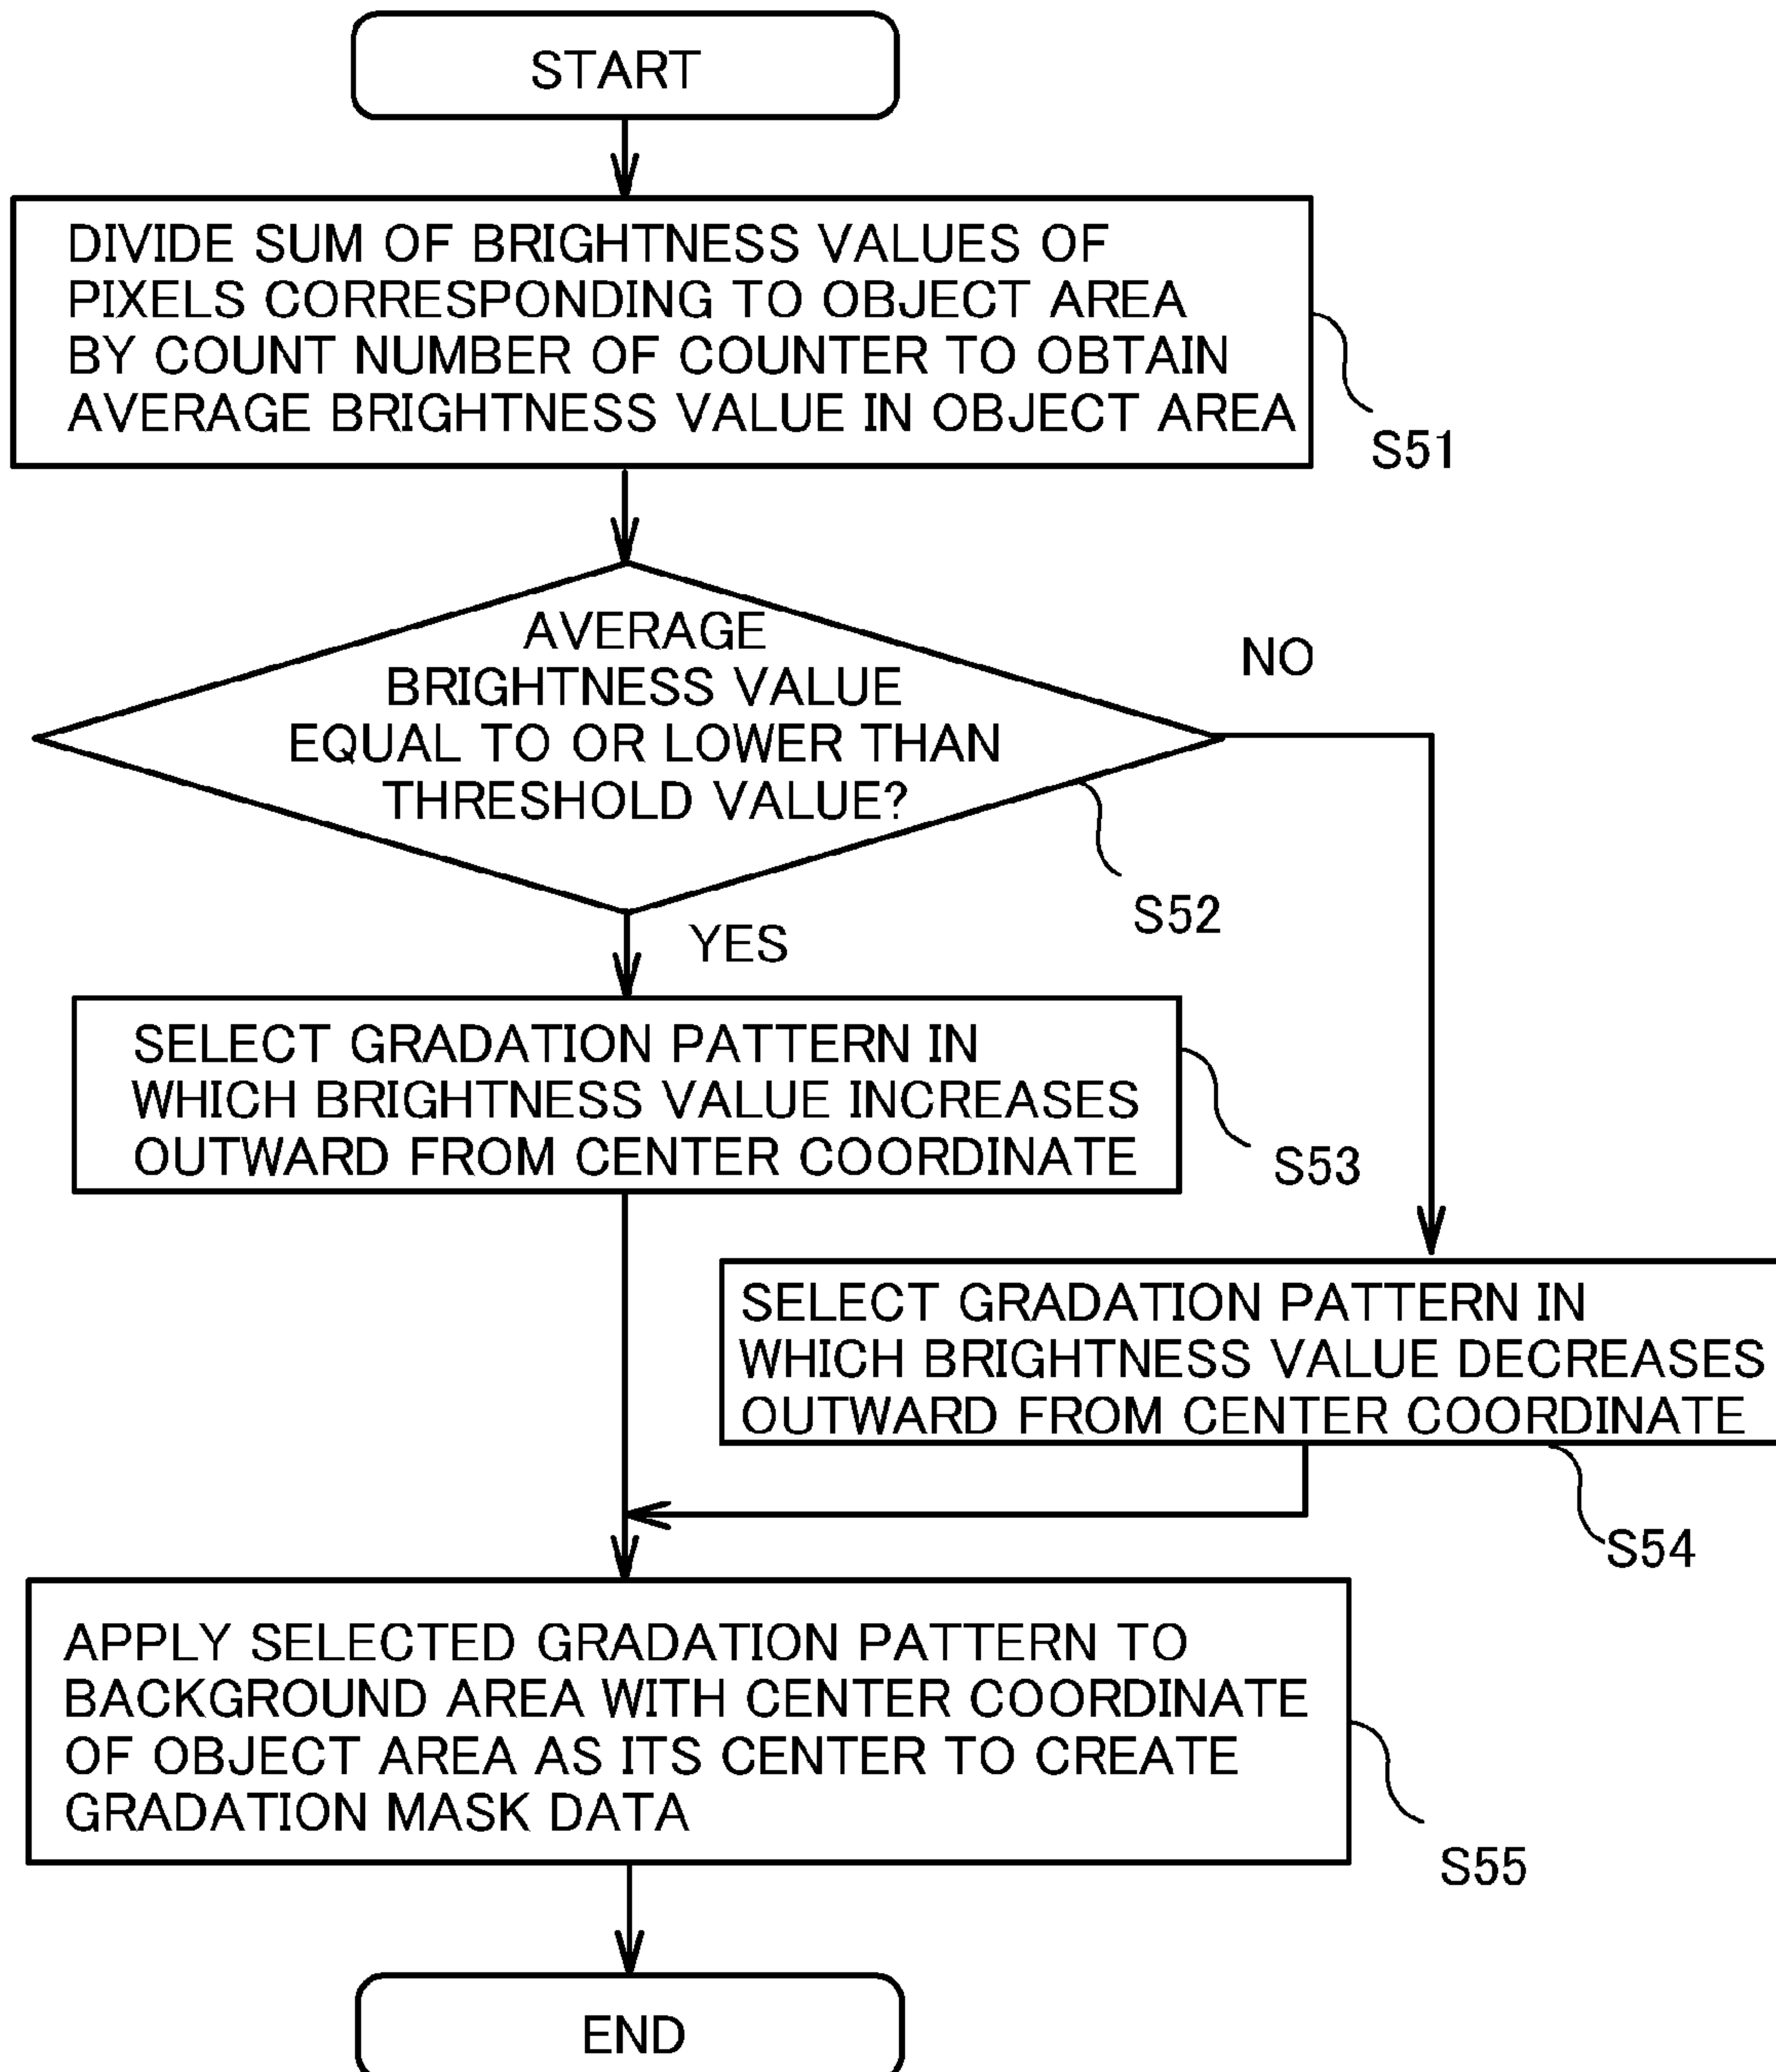 START
DIVIDE SUM OF BRIGHTNESS VALUES OF
PIXELS CORRESPONDING TO OBJECT AREA
BY COUNT NUMBER OF COUNTER TO OBTAIN
AVERAGE BRIGHTNESS VALUE IN OBJECT AREA
S51
AVERAGE
BRIGHTNESS VALUE
EQUAL TO OR LOWER THAN
THRESHOLD VALUE?
NO
S52
YES
SELECT GRADATION PATTERN IN
WHICH BRIGHTNESS VALUE INCREASES
OUTWARD FROM CENTER COORDINATE
S53
SELECT GRADATION PATTERN IN
WHICH BRIGHTNESS VALUE DECREASES
OUTWARD FROM CENTER COORDINATE
S54
APPLY SELECTED GRADATION PATTERN TO
BACKGROUND AREA WITH CENTER COORDINATE
OF OBJECT AREA AS ITS CENTER TO CREATE
GRADATION MASK DATA
S55
END